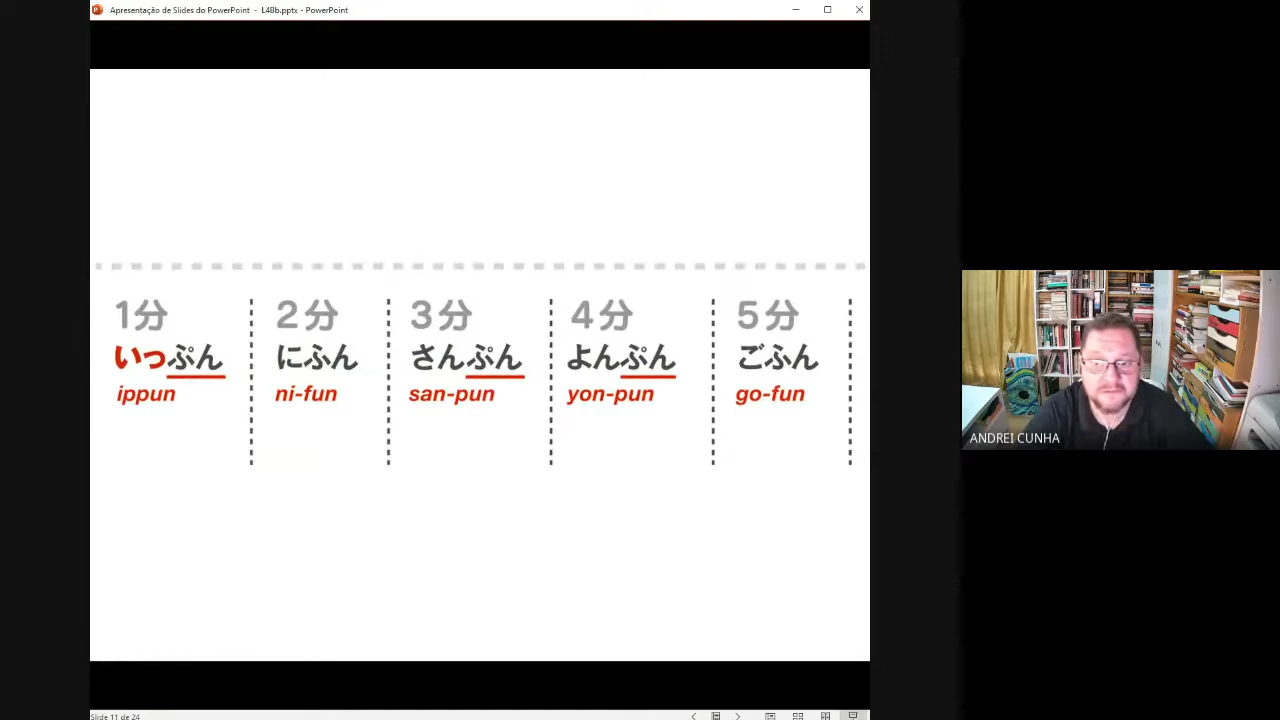 Apresentação de Slides do PowerPoint - L4Bb.pptx - PowerPoint
1分
いっぷん
ippun
2分
にふん
ni-fun
3分
さんぷん
san-pun
4分
よんぷん
yon-pun
5分
ごふん
go-fun
ANDREI CUNHA
Slide 11 de 24